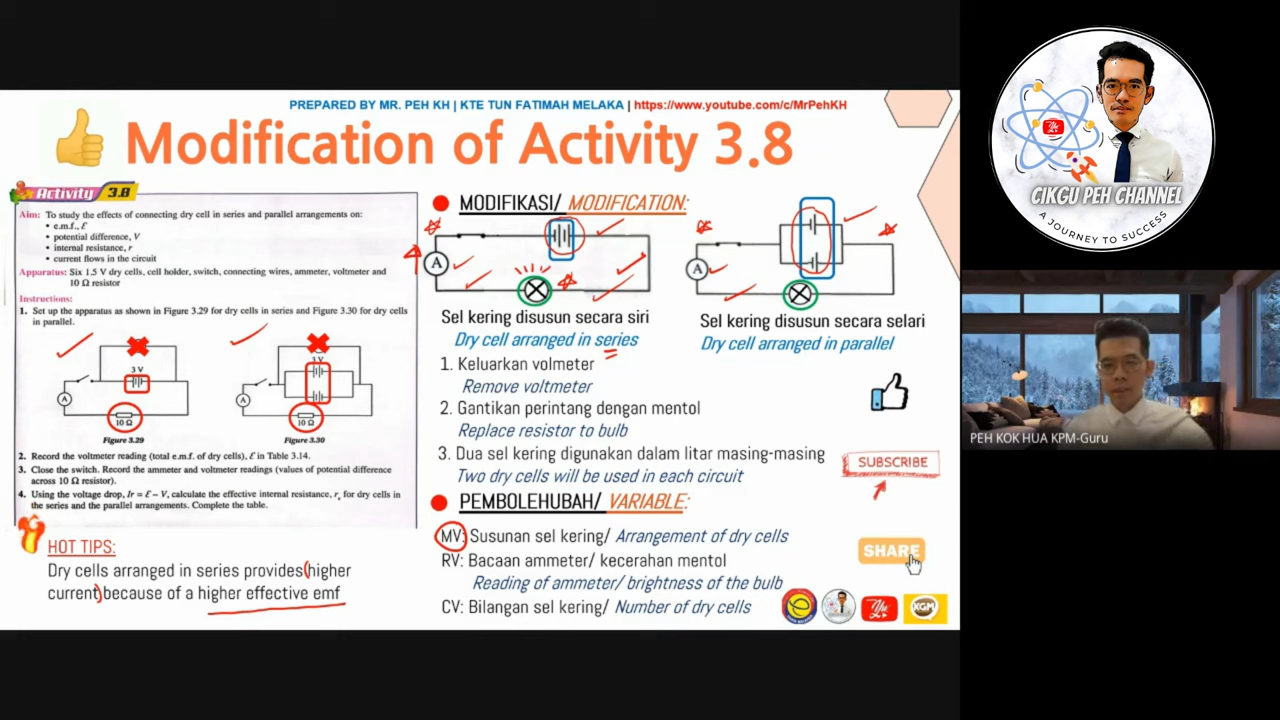 PREPARED BY MR. PEH KH | KTE TUN FATIMAH MELAKA | https://www.youtube.com/c/MrPehKH
Modification of Activity 3.8
Activity 3.8
Aim: To study the effects of connecting dry cell in series and parallel arrangements on:
• e.m.f., Ɛ
• potential difference, V
• internal resistance, r
• current flows in the circuit
Apparatus: Six 1.5 V dry cells, cell holder, switch, connecting wires, ammeter, voltmeter and
10 Ω resistor
Instructions:
1. Set up the apparatus as shown in Figure 3.29 for dry cells in series and Figure 3.30 for dry cells
in parallel.
3 V
A
10 Ω
Figure 3.29
3 V
A
10 Ω
Figure 3.30
2. Record the voltmeter reading (total e.m.f. of dry cells), Ɛ in Table 3.14.
3. Close the switch. Record the ammeter and voltmeter readings (values of potential difference
across 10 Ω resistor).
4. Using the voltage drop, Ir = Ɛ – V, calculate the effective internal resistance, r, for dry cells in
the series and the parallel arrangements. Complete the table.
HOT TIPS:
Dry cells arranged in series provides higher
current because of a higher effective emf
MODIFIKASI/ MODIFICATION:
A
A
Sel kering disusun secara siri
Dry cell arranged in series
Sel kering disusun secara selari
Dry cell arranged in parallel
1. Keluarkan volmeter
Remove voltmeter
2. Gantikan perintang dengan mentol
Replace resistor to bulb
3. Dua sel kering digunakan dalam litar masing-masing
Two dry cells will be used in each circuit
PEMBOLEHUBAH/ VARIABLE:
MV: Susunan sel kering/ Arrangement of dry cells
RV: Bacaan ammeter/ kecerahan mentol
Reading of ammeter/ brightness of the bulb
CV: Bilangan sel kering/ Number of dry cells
SUBSCRIBE
SHARE
KGM
CIKGU PEH CHANNEL
A JOURNEY TO SUCCESS
PEH KOK HUA KPM-Guru